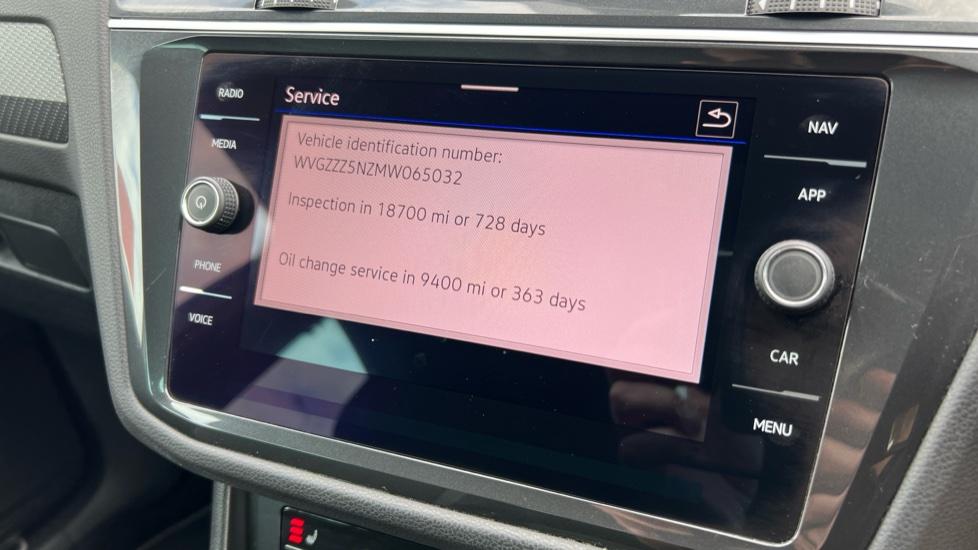 RADIO
MEDIA
PHONE
VOICE
Service
Vehicle identification number:
WVGZZZ5NZMW065032
Inspection in 18700 mi or 728 days
Oil change service in 9400 mi or 363 days
NAV
APP
CAR
MENU